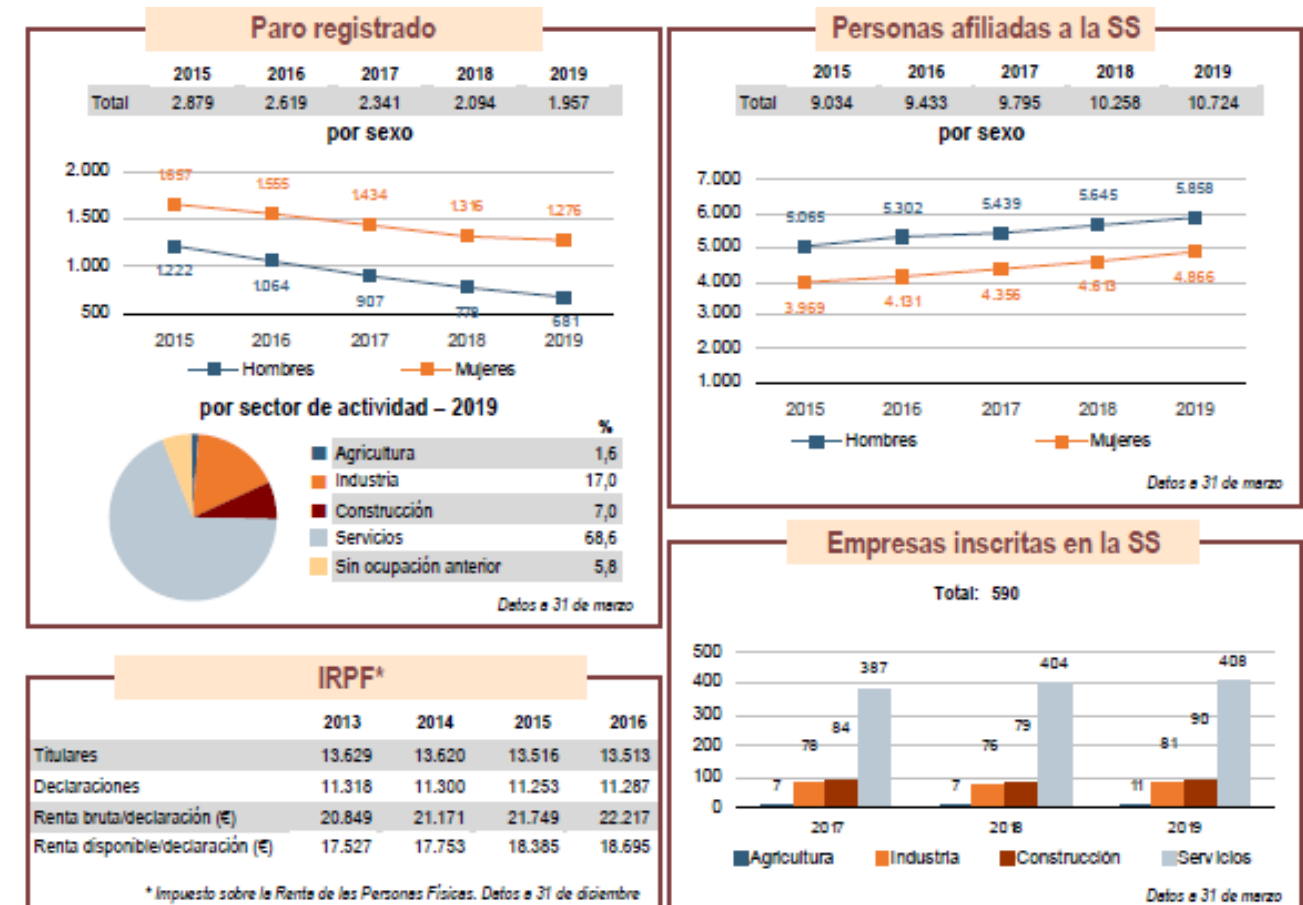 Paro registrado
2015 2016 2017 2018 2019
Total 2.879 2.619 2.341 2.094 1.957
por sexo
2.000
1.500
1.000
500
1.657 1.555 1.434 1.316 1.276
1.222 1.064 907 778 681
2015 2016 2017 2018 2019
Hombres Mujeres
por sector de actividad – 2019
%
Agricultura 1,6
Industria 17,0
Construcción 7,0
Servicios 68,6
Sin ocupación anterior 5,8
Datos a 31 de marzo
IRPF*
2013 2014 2015 2016
Titulares 13.629 13.620 13.516 13.513
Declaraciones 11.318 11.300 11.253 11.287
Renta bruta/declaración (€) 20.849 21.171 21.749 22.217
Renta disponible/declaración (€) 17.527 17.753 18.385 18.695
* Impuesto sobre la Renta de las Personas Físicas. Datos a 31 de diciembre
Personas afiliadas a la SS
2015 2016 2017 2018 2019
Total 9.034 9.433 9.795 10.258 10.724
por sexo
7.000
6.000
5.000
4.000
3.000
2.000
1.000
5.065 5.302 5.439 5.645 5.858
3.969 4.131 4.356 4.613 4.866
2015 2016 2017 2018 2019
Hombres Mujeres
Datos a 31 de marzo
Empresas inscritas en la SS
Total: 590
500
400
300
200
100
0
7 78 84 387
7 76 79 404
11 81 90 408
2017 2018 2019
Agricultura Industria Construcción Servicios
Datos a 31 de marzo